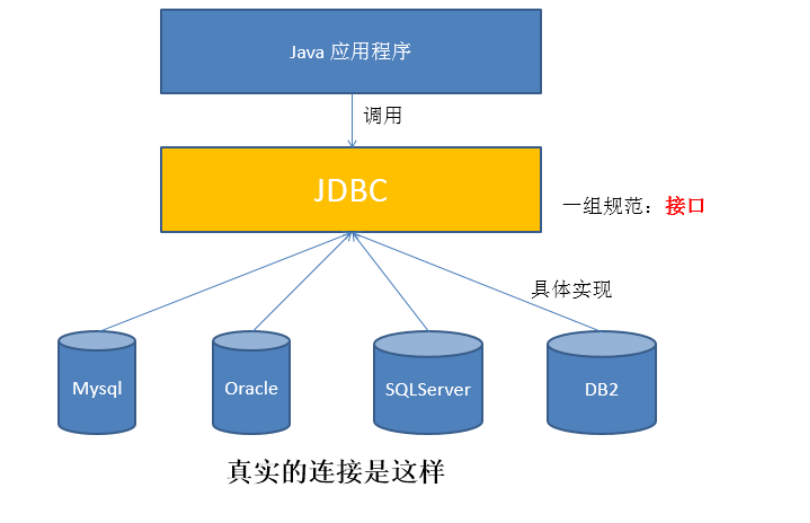 Java 应用程序
调用
JDBC
一组规范：接口
具体实现
Mysql
Oracle
SQLServer
DB2
真实的连接是这样